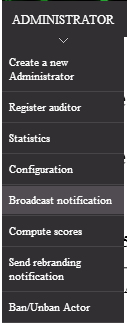 ADMINISTRATOR
Create a new
Administrator
Register auditor
Statistics
Configuration
Broadcast notification
Compute scores
Send rebranding
notification
Ban/Unban Actor